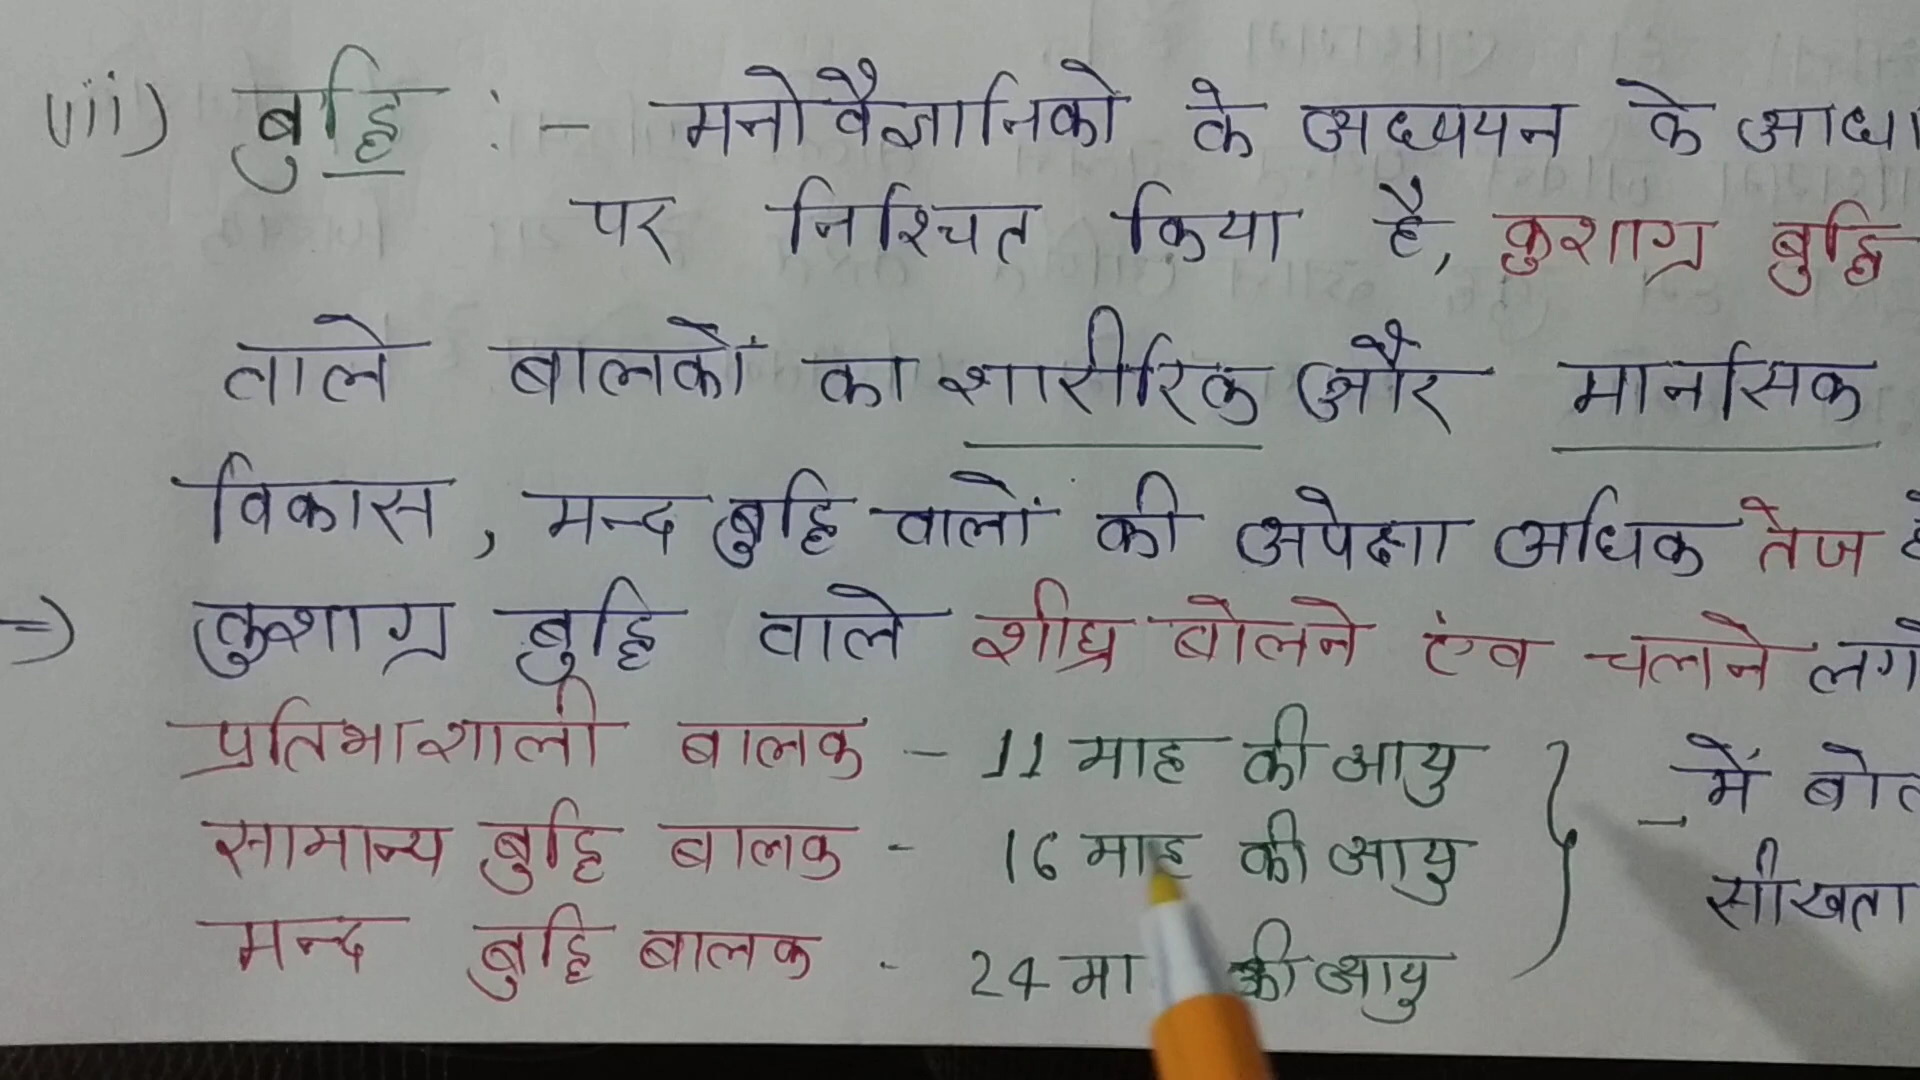 vii) बुद्धि :- मनोवैज्ञानिको के अध्ययन के आधा
पर निश्चित किया है, कुशाग्र बुद्धि
वाले बालकों का शारीरिक और मानसिक
विकास, मन्द बुद्धि वालों की अपेक्षा अधिक तेज
=> कुशाग्र बुद्धि वाले शीघ्र बोलने एंव चलने लग
प्रतिभाशाली बालक - 11 माह की आयु
सामान्य बुद्धि बालक - 16 माह की आयु
मन्द बुद्धि बालक - 24 मा की आयु
} - में बोल
सीखता